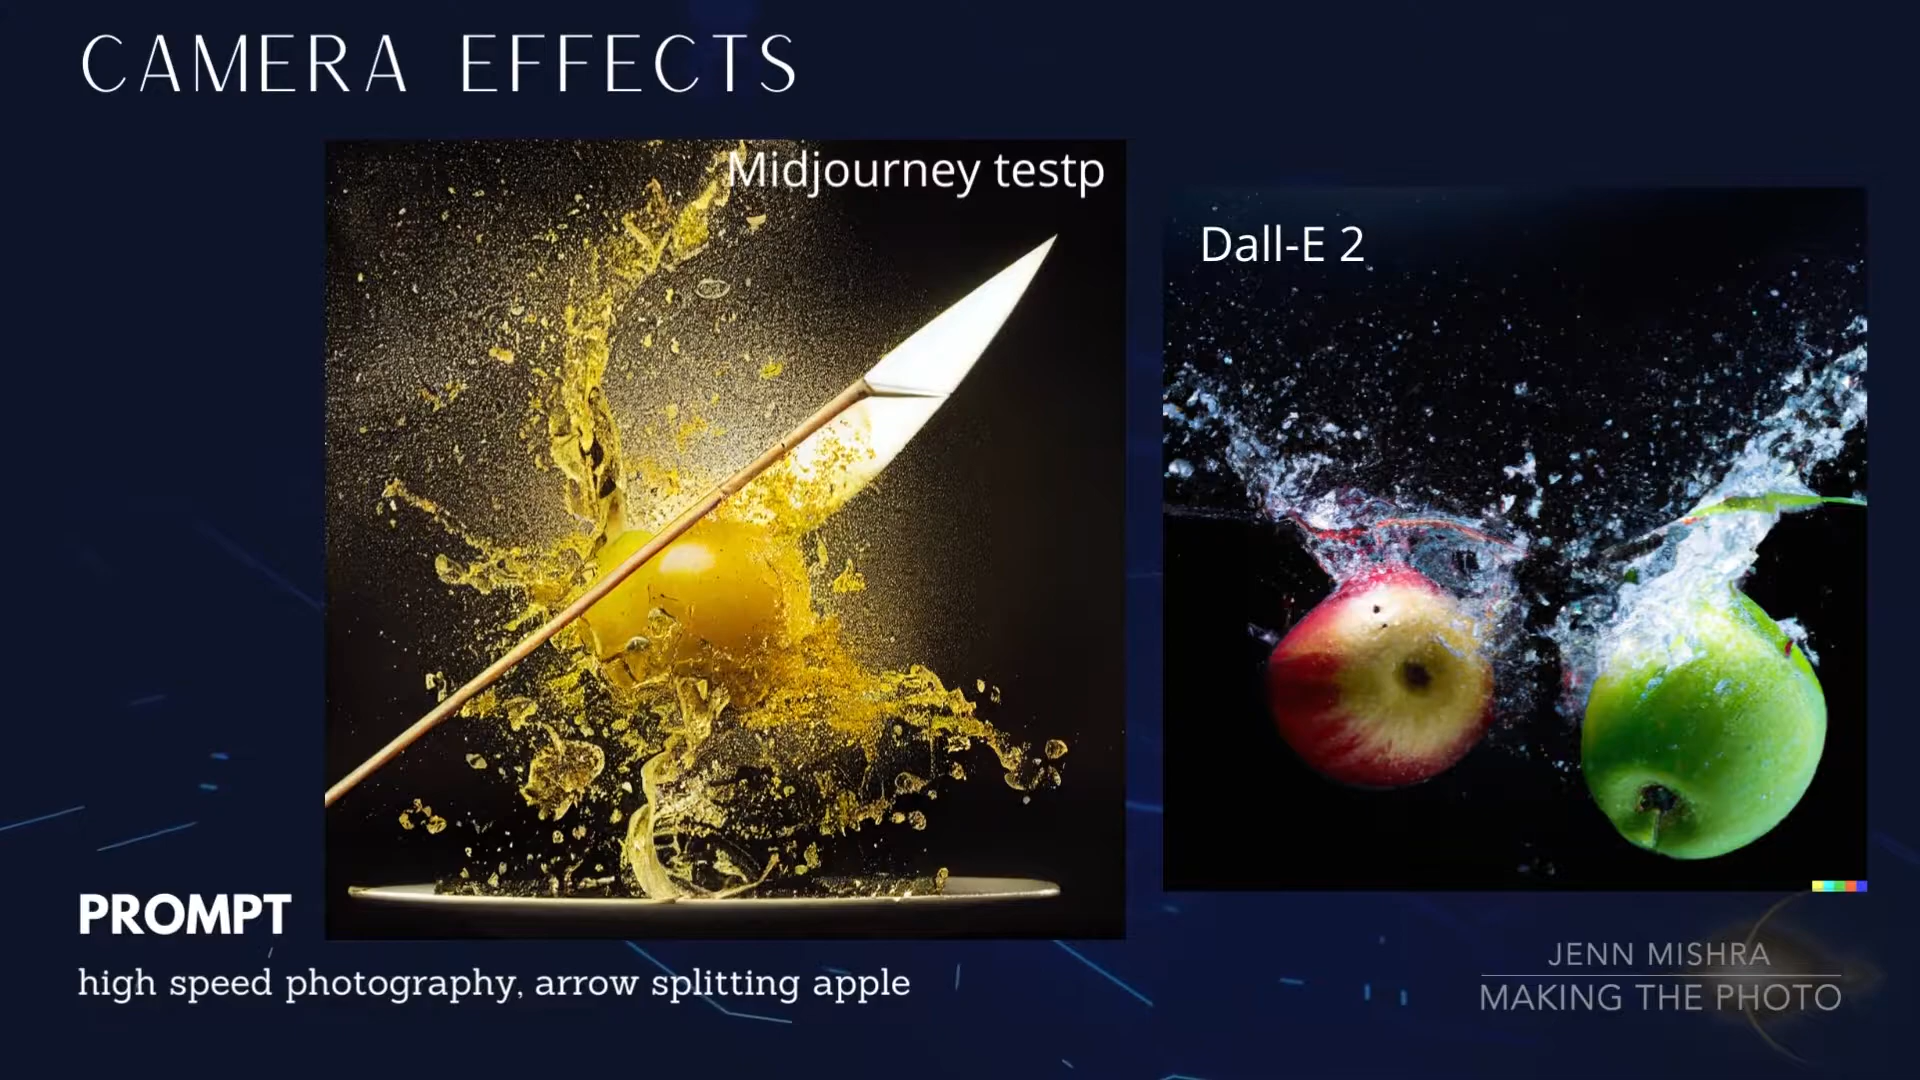 CAMERA EFFECTS
Midjourney testp
Dall-E 2
PROMPT
high speed photography, arrow splitting apple
JENN MISHRA
MAKING THE PHOTO